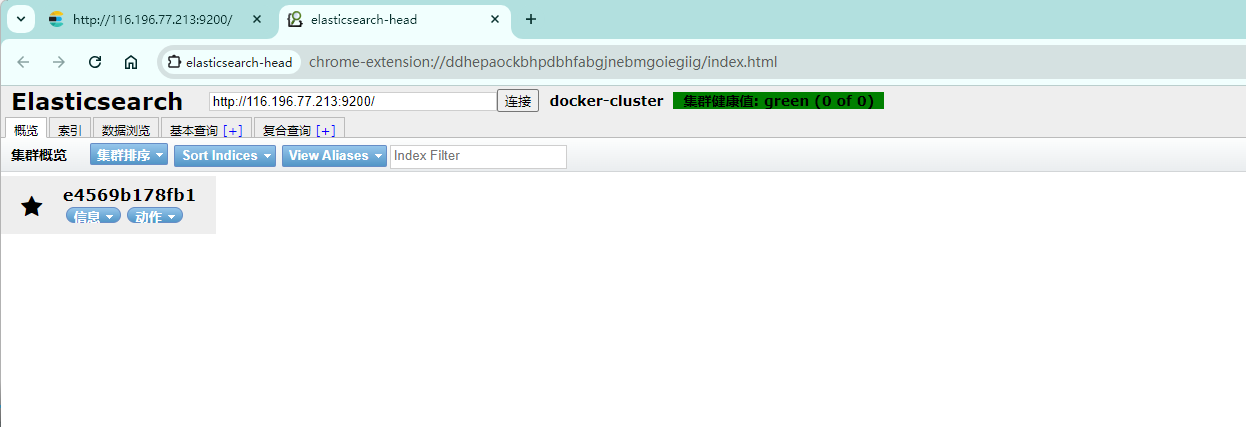 http://116.196.77.213:9200/ elasticsearch-head
elasticsearch-head chrome-extension://ddhepaockbhpdbhfabgjnebmgoiegiig/index.html
Elasticsearch http://116.196.77.213:9200/ 连接 docker-cluster 集群健康值: green (0 of 0)
概览 索引 数据浏览 基本查询 [+] 复合查询 [+]
集群概览 集群排序 Sort Indices View Aliases Index Filter
e4569b178fb1
信息 动作